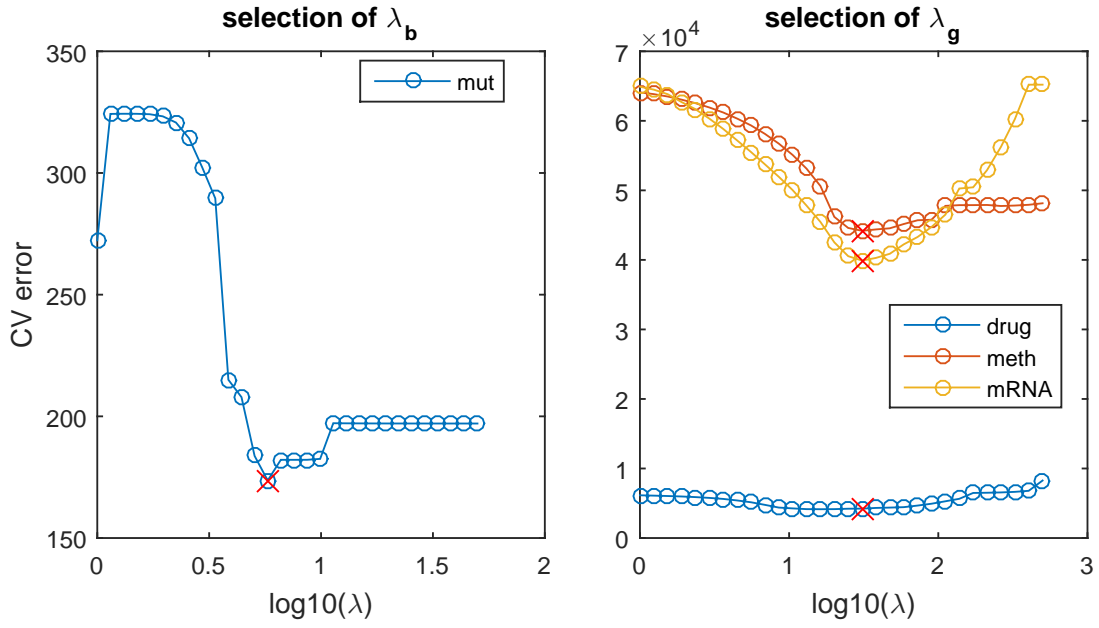 selection of λb
350
300
250
200
150
CV error
0
0.5
1
1.5
2
log10(λ)
mut
selection of λg
×10^4
7
6
5
4
3
2
1
0
0
1
2
3
log10(λ)
drug
meth
mRNA